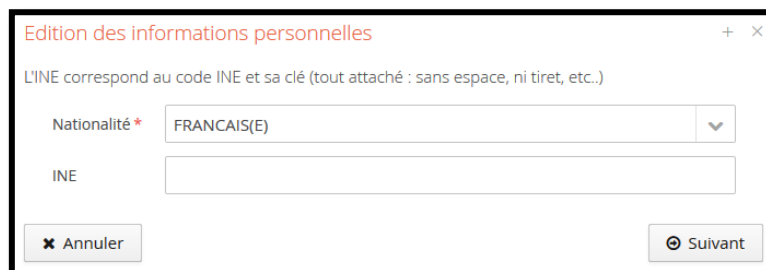 Edition des informations personnelles
L'INE correspond au code INE et sa clé (tout attaché : sans espace, ni tiret, etc..)
Nationalité * FRANCAIS(E)
INE
Annuler Suivant